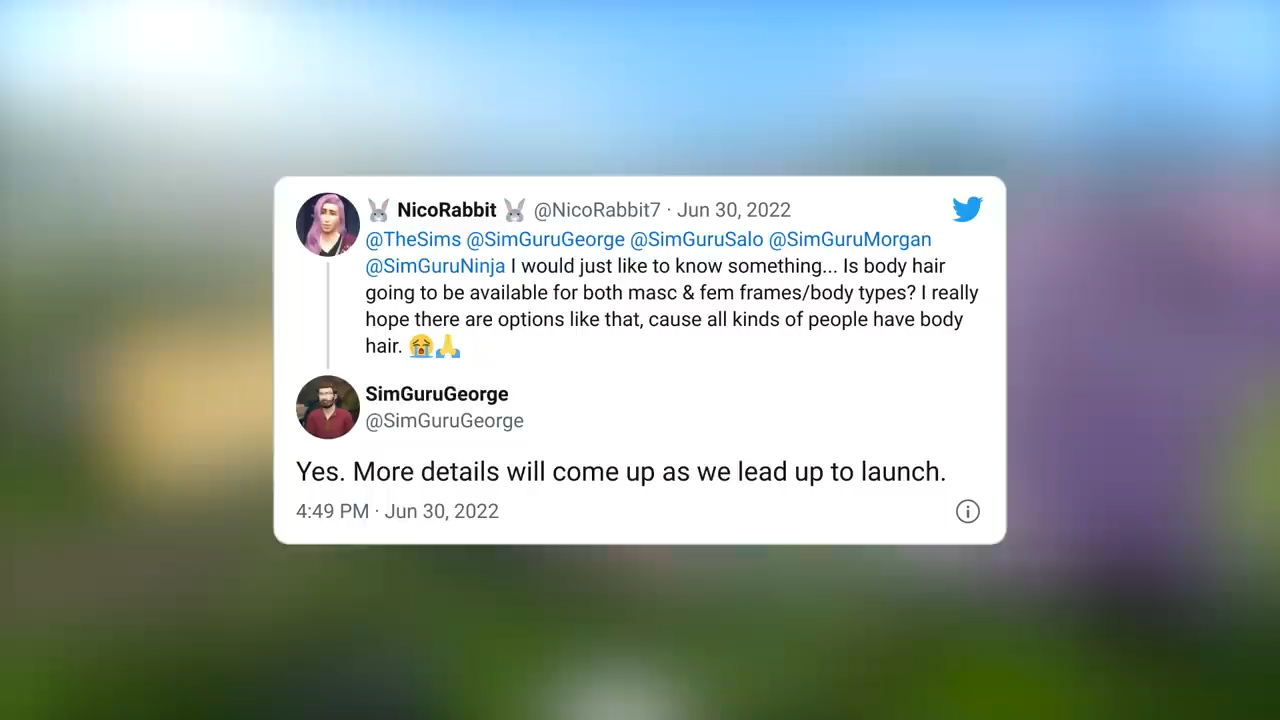 🐰 NicoRabbit 🐰 @NicoRabbit7 · Jun 30, 2022
@TheSims @SimGuruGeorge @SimGuruSalo @SimGuruMorgan
@SimGuruNinja I would just like to know something... Is body hair
going to be available for both masc & fem frames/body types? I really
hope there are options like that, cause all kinds of people have body
hair. 😭🙏
SimGuruGeorge
@SimGuruGeorge
Yes. More details will come up as we lead up to launch.
4:49 PM · Jun 30, 2022